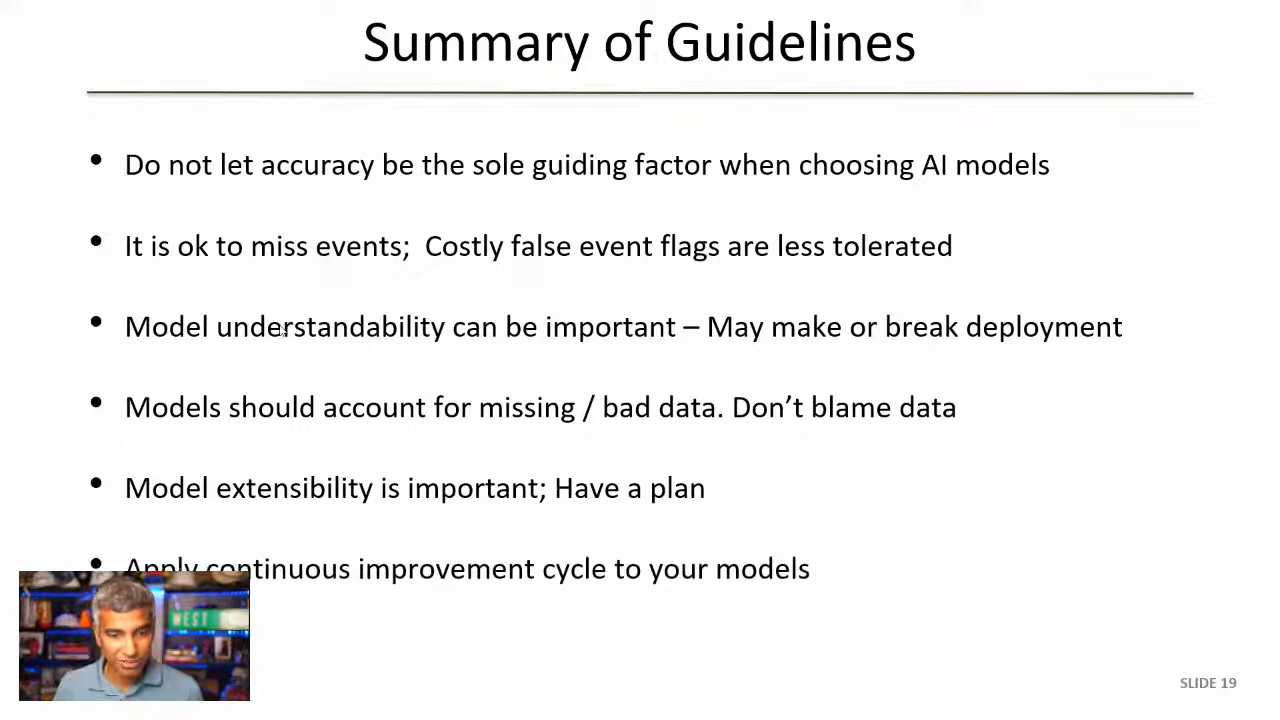 Summary of Guidelines
• Do not let accuracy be the sole guiding factor when choosing AI models
• It is ok to miss events;  Costly false event flags are less tolerated
• Model understandability can be important – May make or break deployment
• Models should account for missing / bad data. Don’t blame data
• Model extensibility is important; Have a plan
• Apply continuous improvement cycle to your models
WEST
SLIDE 19